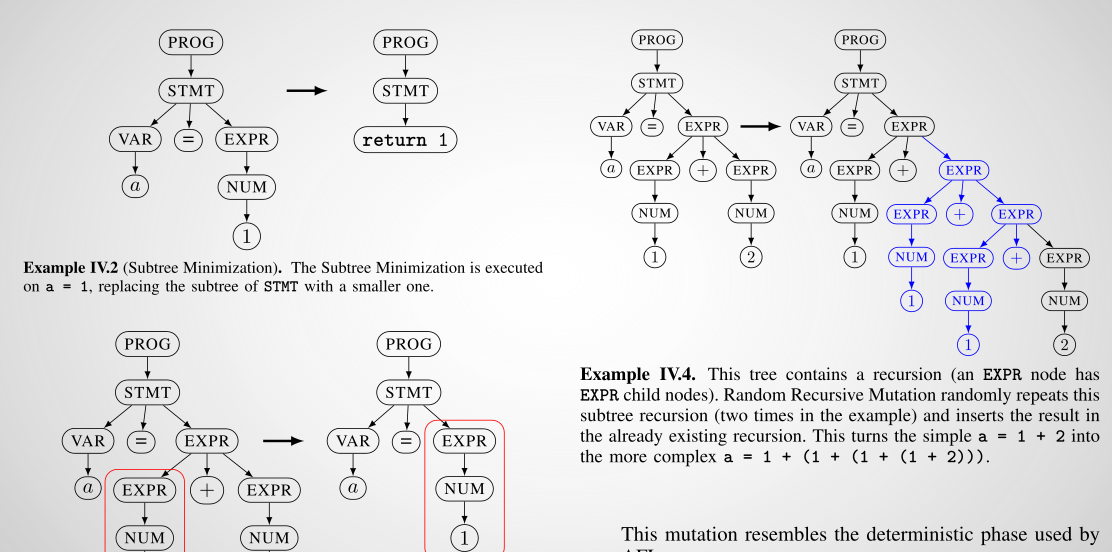 PROG
PROG
STMT
STMT
VAR = EXPR
return 1
a
NUM
1
Example IV.2 (Subtree Minimization). The Subtree Minimization is executed
on a = 1, replacing the subtree of STMT with a smaller one.
PROG
PROG
STMT
STMT
VAR = EXPR
VAR = EXPR
a EXPR + EXPR
a NUM
NUM NUM
1
PROG
PROG
STMT
STMT
VAR = EXPR
VAR = EXPR
a EXPR + EXPR
a EXPR + EXPR
NUM NUM
NUM EXPR + EXPR
1 2
1 NUM EXPR + EXPR
1 NUM NUM
1 2
Example IV.4. This tree contains a recursion (an EXPR node has
EXPR child nodes). Random Recursive Mutation randomly repeats this
subtree recursion (two times in the example) and inserts the result in
the already existing recursion. This turns the simple a = 1 + 2 into
the more complex a = 1 + (1 + (1 + (1 + 2))).
This mutation resembles the deterministic phase used by